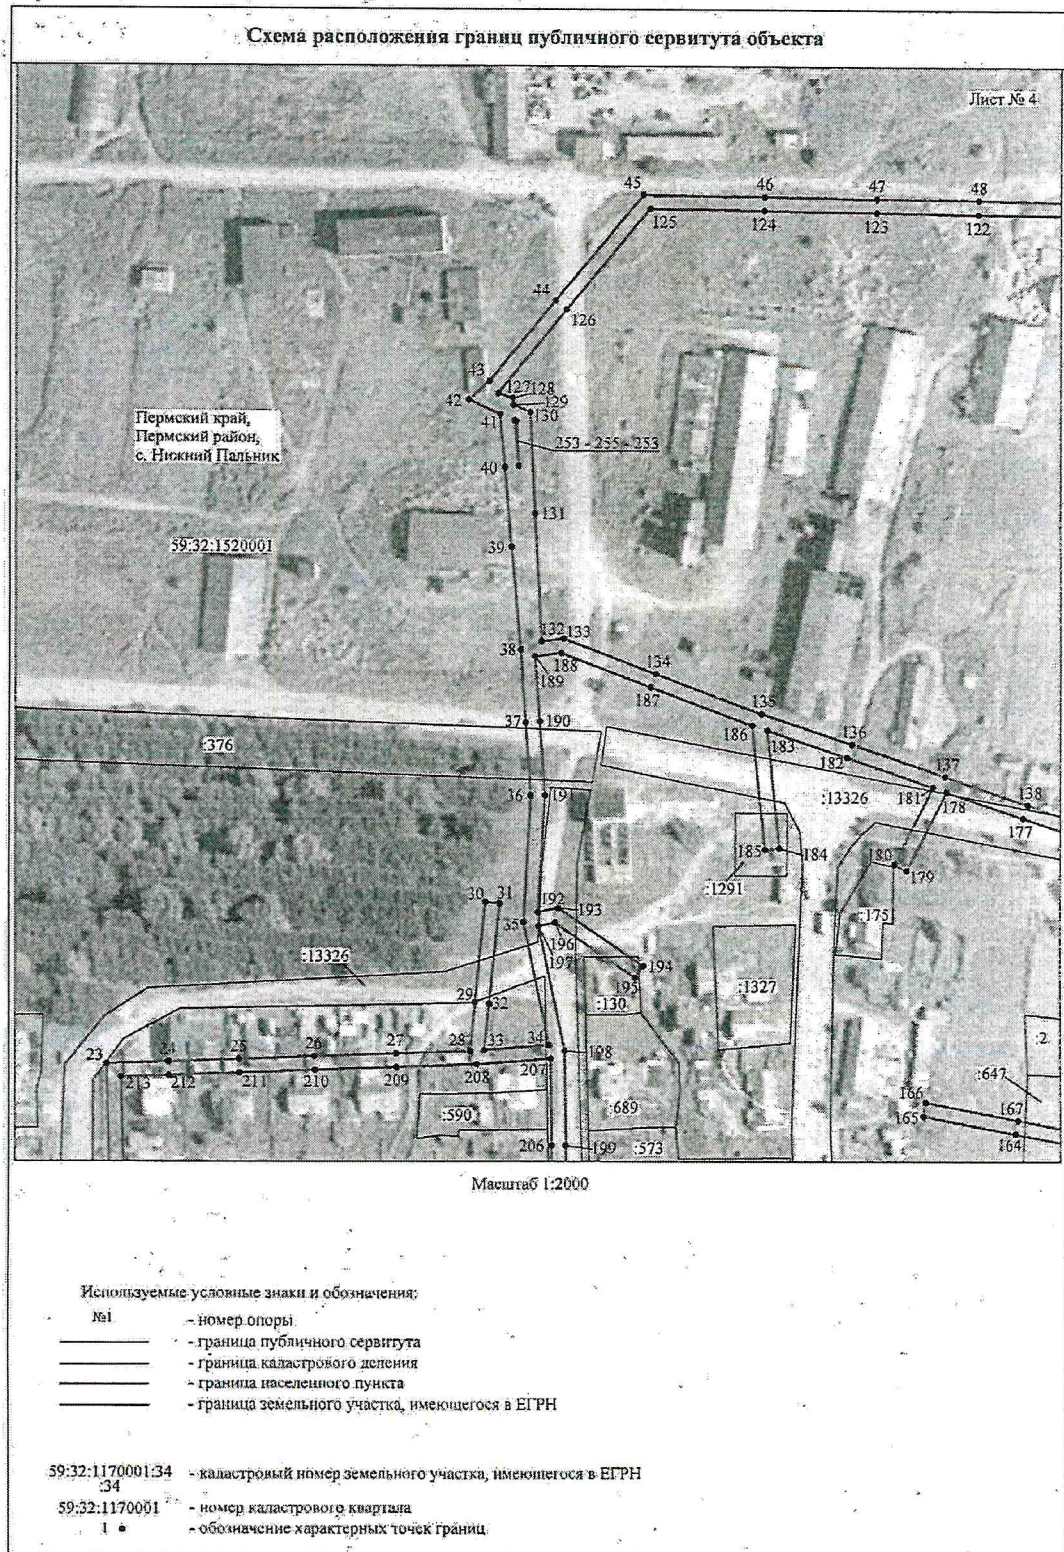 Схема расположения границ публичного сервитута объекта
Лист № 4
45 46 47 48
125 124 123 122
44
126
43
127 128
42 129
41 130
Пермский край,
Пермский район,
с. Нижний Пальник
253 - 255 - 253
40
131
59:32:1520001
39
132 133
38 188
189
134
187
135
37 190
186 183
136
:376
182
137
36 19
181 178
138
:13326
177
185 184
180
179
30 31
192 193
:1291
:175
35
196
197
:13326
194
195
:1327
29
32
:130
23 24 25 26 27 28 33 34
198
:2
213 212 211 210 209 208 207
:647
:590
:689
166
165
167
206 199 :573
164
Масштаб 1:2000
Используемые условные знаки и обозначения:
№1 - номер опоры
- граница публичного сервитута
- граница кадастрового деления
- граница населенного пункта
- граница земельного участка, имеющегося в ЕГРН
59:32:1170001:34 - кадастровый номер земельного участка, имеющегося в ЕГРН
:34
59:32:1170001 - номер кадастрового квартала
1 • - обозначение характерных точек границ